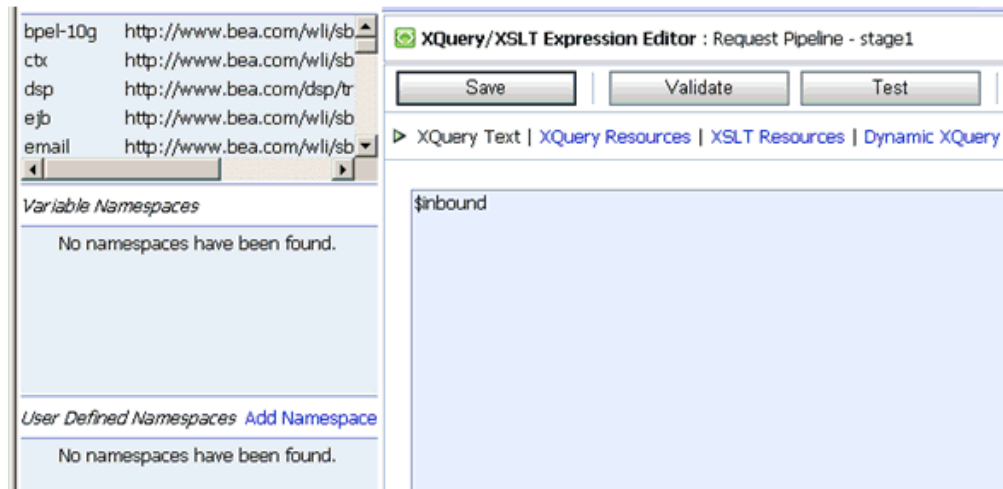 bpel-10g http://www.bea.com/wli/sb
ctx http://www.bea.com/wli/sb
dsp http://www.bea.com/dsp/tr
ejb http://www.bea.com/wli/sb
email http://www.bea.com/wli/sb
Variable Namespaces
No namespaces have been found.
User Defined Namespaces Add Namespace
No namespaces have been found.
XQuery/XSLT Expression Editor : Request Pipeline - stage1
Save Validate Test
XQuery Text | XQuery Resources | XSLT Resources | Dynamic XQuery
$inbound